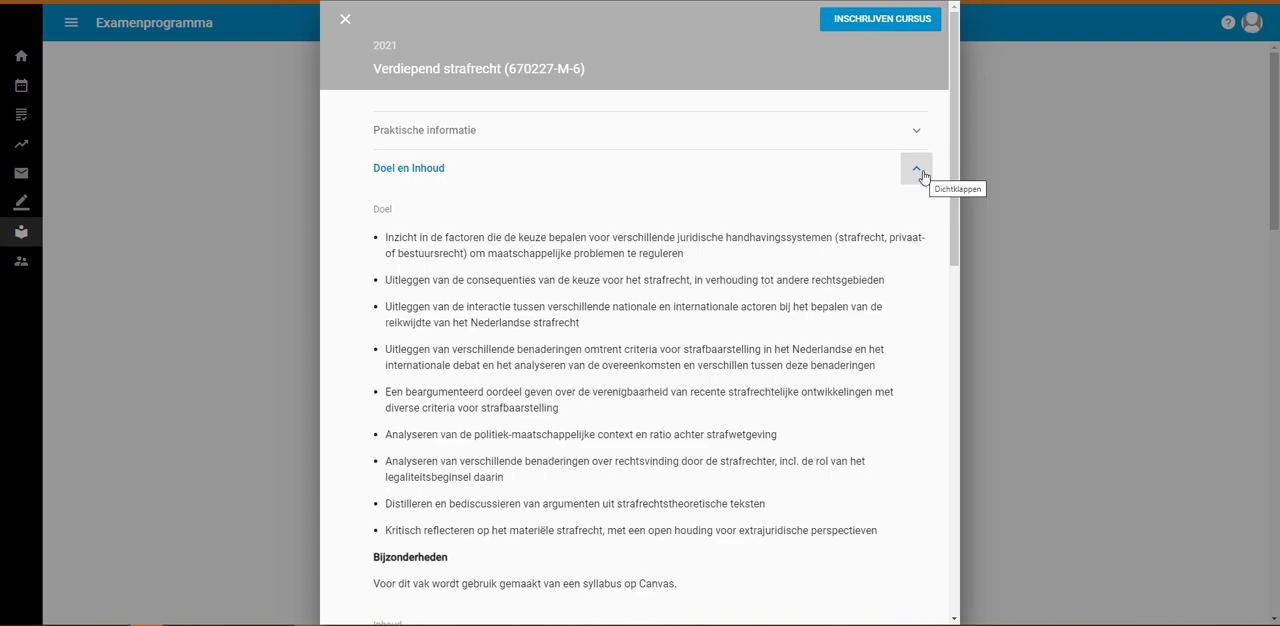 Examenprogramma
INSCHRIJVEN CURSUS
?
2021
Verdiepend strafrecht (670227-M-6)
Praktische informatie
Doel en Inhoud
Dichtklappen
Doel
• Inzicht in de factoren die de keuze bepalen voor verschillende juridische handhavingssystemen (strafrecht, privaat-
of bestuursrecht) om maatschappelijke problemen te reguleren
• Uitleggen van de consequenties van de keuze voor het strafrecht, in verhouding tot andere rechtsgebieden
• Uitleggen van de interactie tussen verschillende nationale en internationale actoren bij het bepalen van de
reikwijdte van het Nederlandse strafrecht
• Uitleggen van verschillende benaderingen omtrent criteria voor strafbaarstelling in het Nederlandse en het
internationale debat en het analyseren van de overeenkomsten en verschillen tussen deze benaderingen
• Een beargumenteerd oordeel geven over de verenigbaarheid van recente strafrechtelijke ontwikkelingen met
diverse criteria voor strafbaarstelling
• Analyseren van de politiek-maatschappelijke context en ratio achter strafwetgeving
• Analyseren van verschillende benaderingen over rechtsvinding door de strafrechter, incl. de rol van het
legaliteitsbeginsel daarin
• Distilleren en bediscussieren van argumenten uit strafrechtstheoretische teksten
• Kritisch reflecteren op het materiële strafrecht, met een open houding voor extrajuridische perspectieven
Bijzonderheden
Voor dit vak wordt gebruik gemaakt van een syllabus op Canvas.
Inhoud